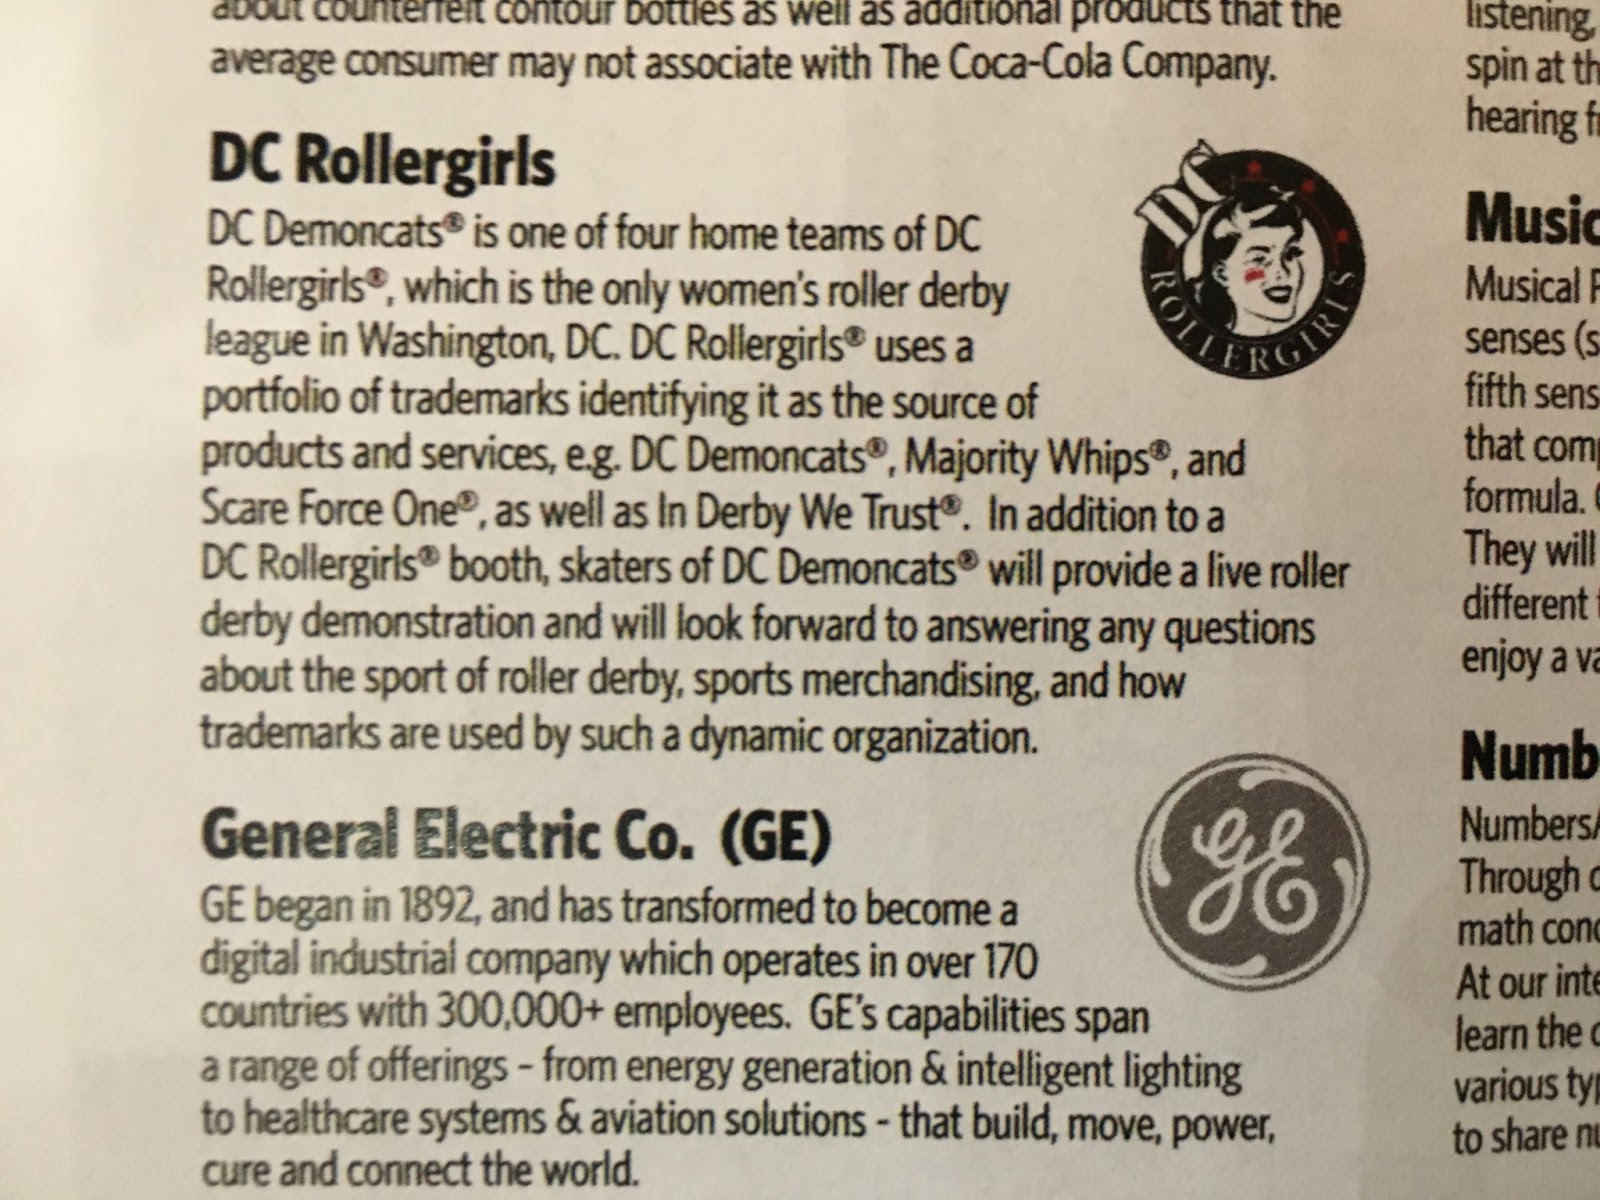 about counterfeit contour bottles as well as additional products that the
average consumer may not associate with The Coca-Cola Company.
DC Rollergirls
DC Demoncats® is one of four home teams of DC
Rollergirls®, which is the only women's roller derby
league in Washington, DC. DC Rollergirls® uses a
portfolio of trademarks identifying it as the source of
products and services, e.g. DC Demoncats®, Majority Whips®, and
Scare Force One®, as well as In Derby We Trust®. In addition to a
DC Rollergirls® booth, skaters of DC Demoncats® will provide a live roller
derby demonstration and will look forward to answering any questions
about the sport of roller derby, sports merchandising, and how
trademarks are used by such a dynamic organization.
DC
ROLLERGIRLS
General Electric Co. (GE)
GE began in 1892, and has transformed to become a
digital industrial company which operates in over 170
countries with 300,000+ employees. GE's capabilities span
a range of offerings - from energy generation & intelligent lighting
to healthcare systems & aviation solutions - that build, move, power,
cure and connect the world.
GE
listening,
spin at
hearing
Musical
senses
fifth
that
formula.
They will
different
enjoy a
Through
math
At our
learn the
various
to share